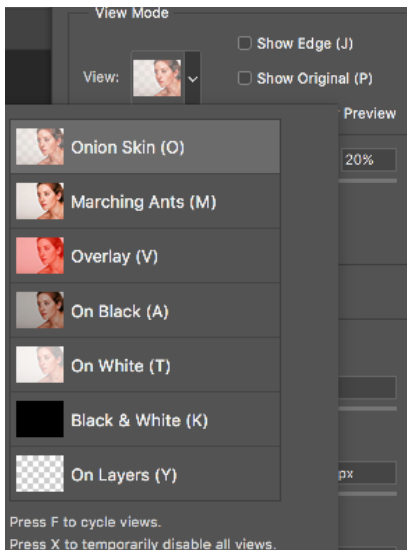 View Mode
Show Edge (J)
View:
Show Original (P)
Preview
Onion Skin (O)
20%
Marching Ants (M)
Overlay (V)
On Black (A)
On White (T)
Black & White (K)
On Layers (Y)
px
Press F to cycle views.
Press X to temporarily disable all views.